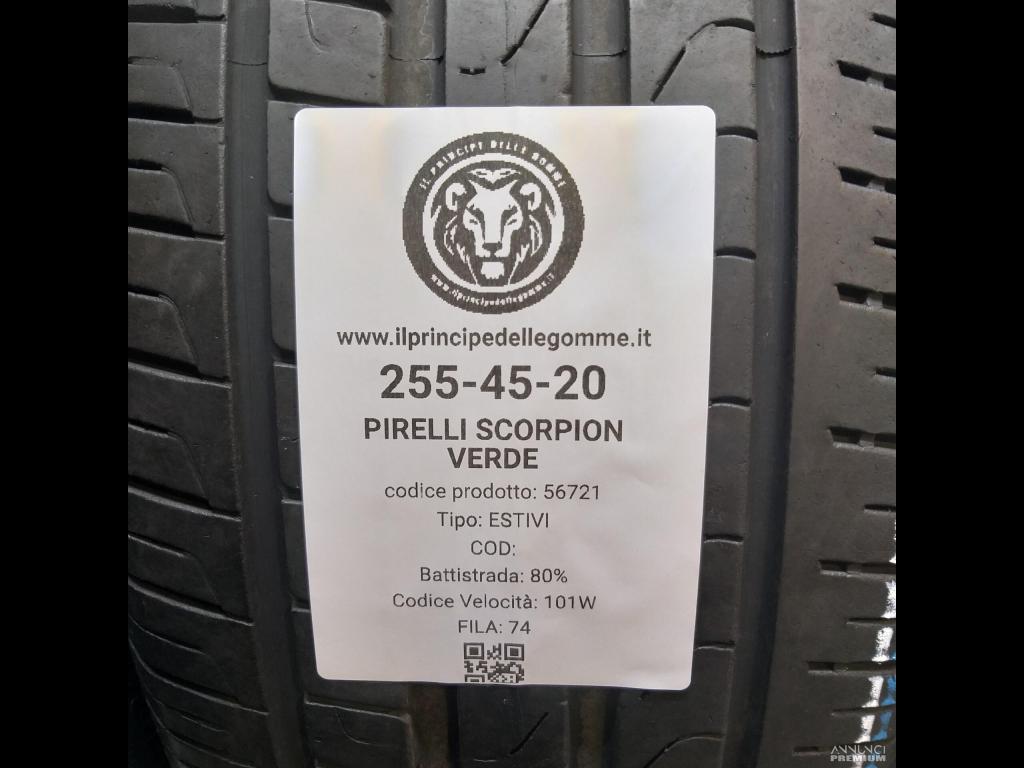 IL PRINCIPE DELLE GOMME
www.ilprincipedellegomme.it
www.ilprincipedellegomme.it
255-45-20
PIRELLI SCORPION
VERDE
codice prodotto: 56721
Tipo: ESTIVI
COD:
Battistrada: 80%
Codice Velocità: 101W
FILA: 74
ANNUNCI
PREMIUM